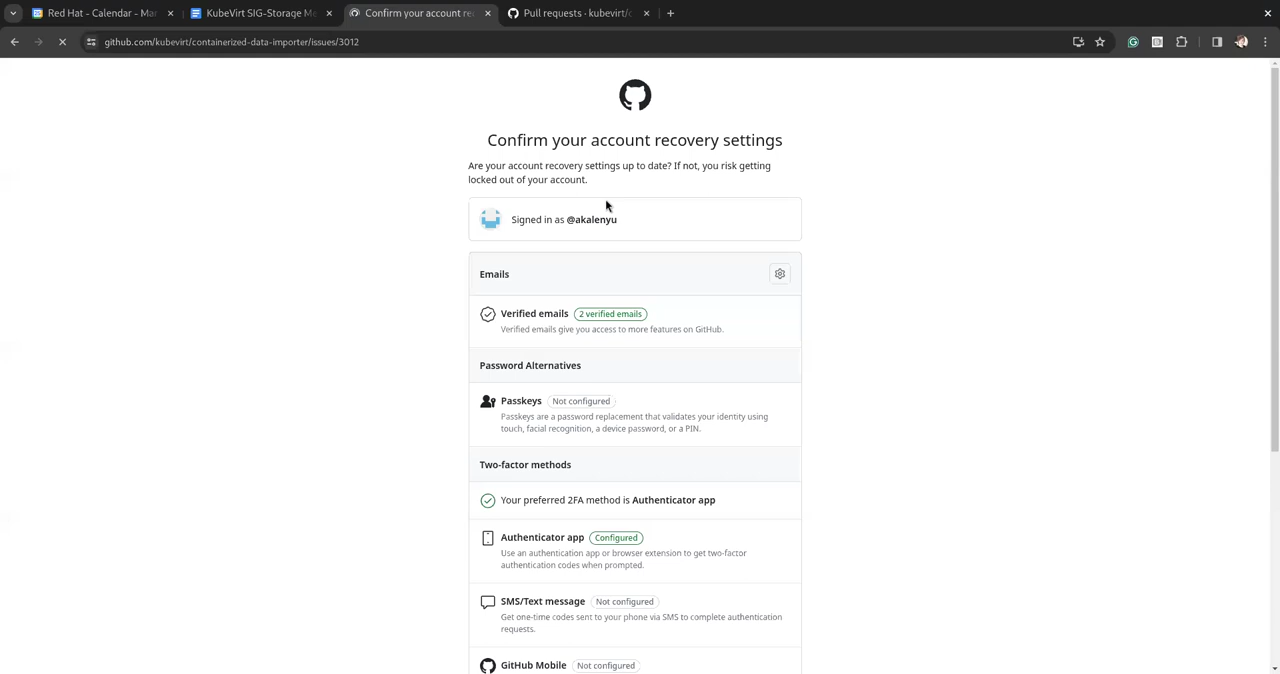 Red Hat - Calendar - Mar
KubeVirt SIG-Storage Me
Confirm your account re
Pull requests · kubevirt/c
github.com/kubevirt/containerized-data-importer/issues/3012
Confirm your account recovery settings
Are your account recovery settings up to date? If not, you risk getting
locked out of your account.
Signed in as @akalenyu
Emails
Verified emails 2 verified emails
Verified emails give you access to more features on GitHub.
Password Alternatives
Passkeys Not configured
Passkeys are a password replacement that validates your identity using
touch, facial recognition, a device password, or a PIN.
Two-factor methods
Your preferred 2FA method is Authenticator app
Authenticator app Configured
Use an authentication app or browser extension to get two-factor
authentication codes when prompted.
SMS/Text message Not configured
Get one-time codes sent to your phone via SMS to complete authentication
requests.
GitHub Mobile Not configured